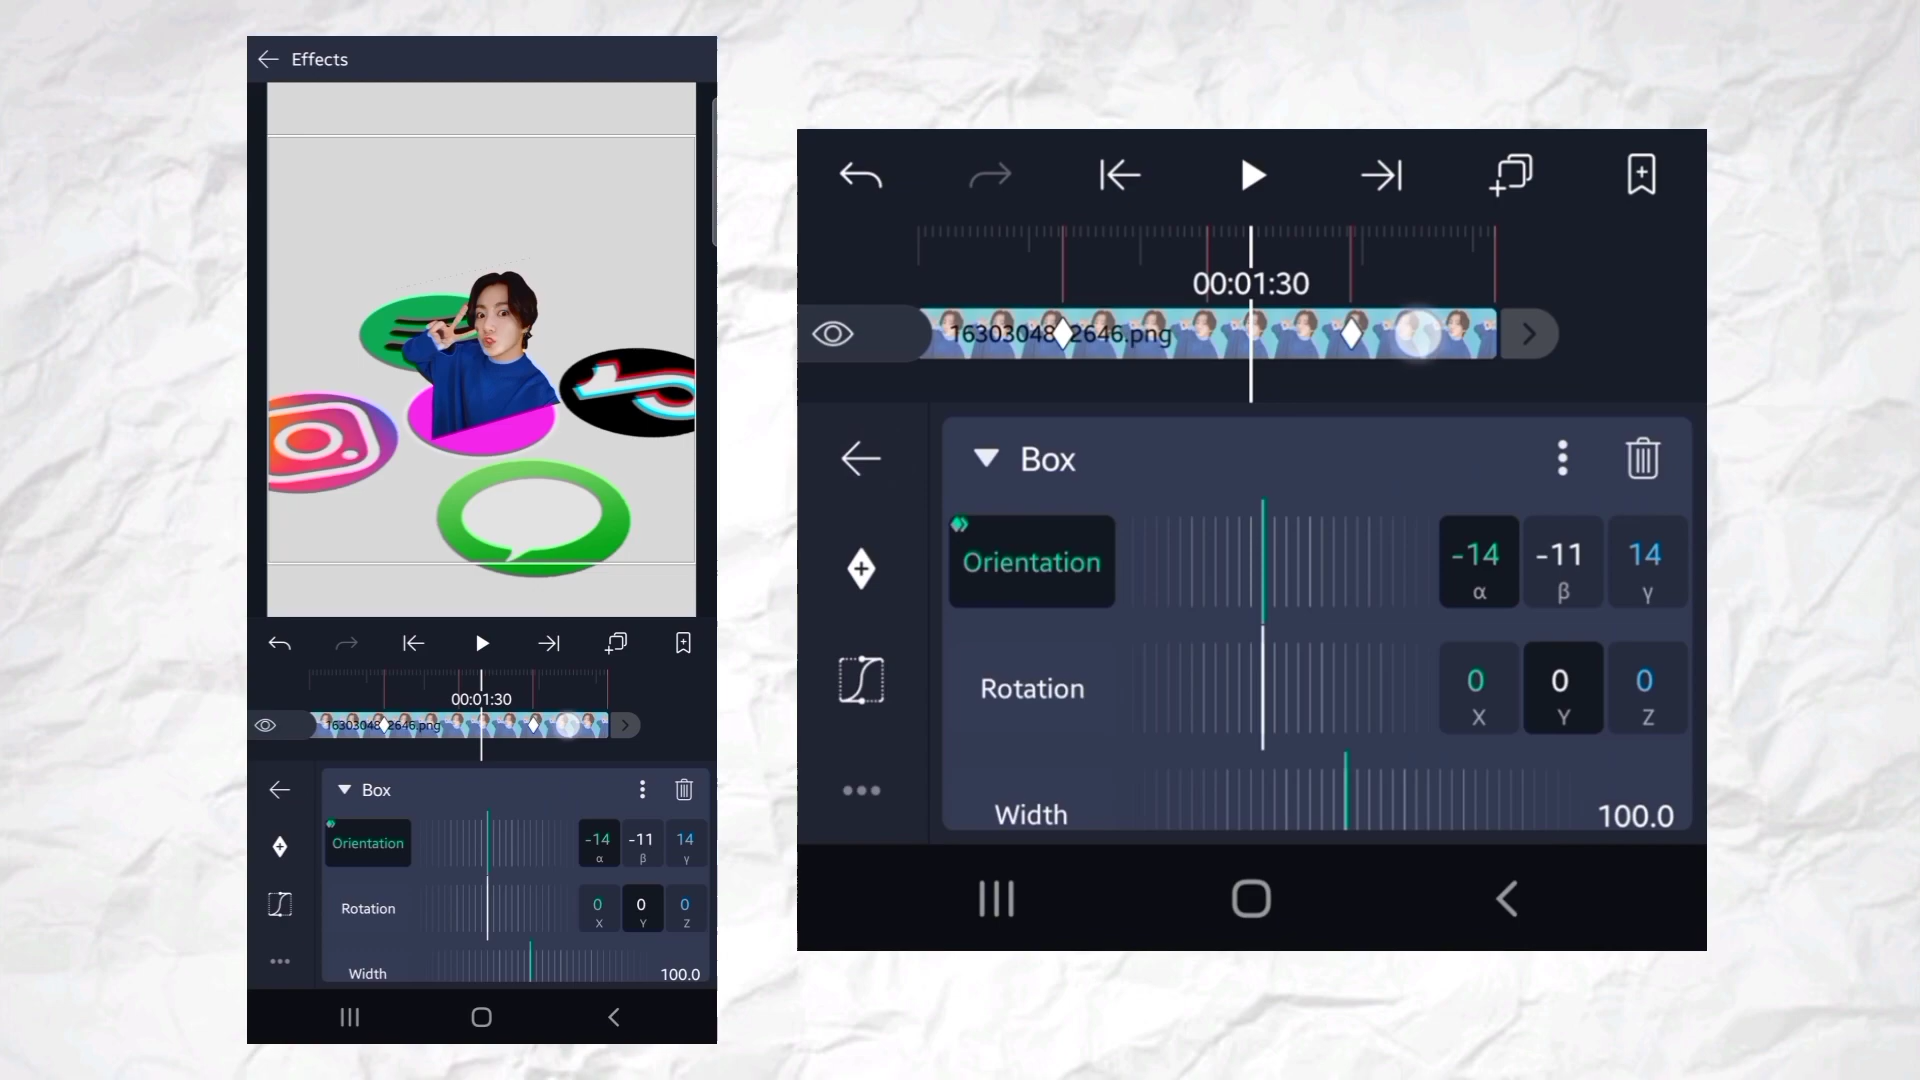 Effects
00:01:30
16303048 2646.png
Box
Orientation
-14 -11 14
α β γ
Rotation
0 0 0
X Y Z
Width 100.0
00:01:30
16303048 2646.png
Box
Orientation
-14 -11 14
α β γ
Rotation
0 0 0
X Y Z
Width 100.0